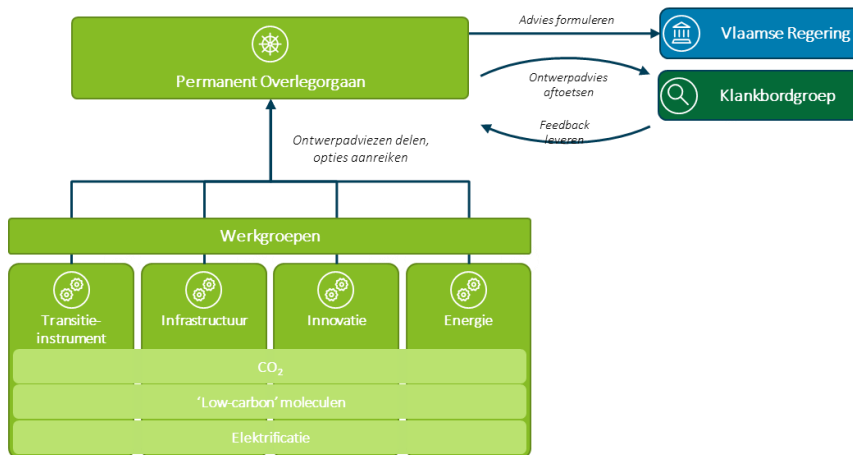 Permanent Overlegorgaan
Advies formuleren
Vlaamse Regering
Ontwerpadvies
aftoetsen
Klankbordgroep
Feedback
leveren
Ontwerpadviezen delen,
opties aanreiken
Werkgroepen
Transitie-
instrument
Infrastructuur
Innovatie
Energie
CO₂
‘Low-carbon’ moleculen
Elektrificatie